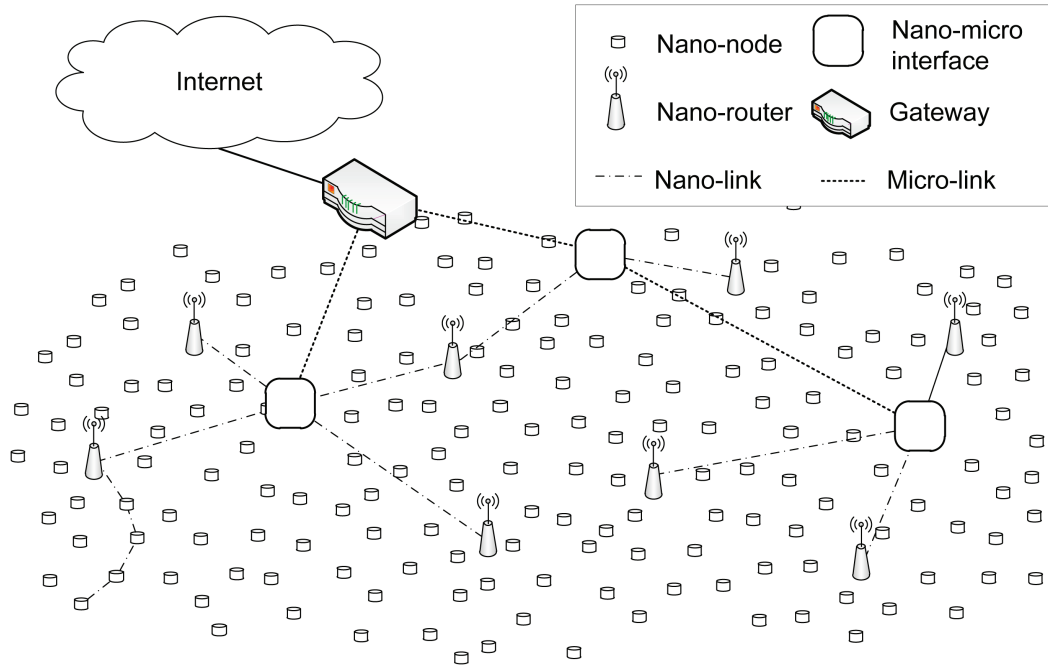 Internet
Nano-node
Nano-micro
interface
Nano-router
Gateway
Nano-link
Micro-link